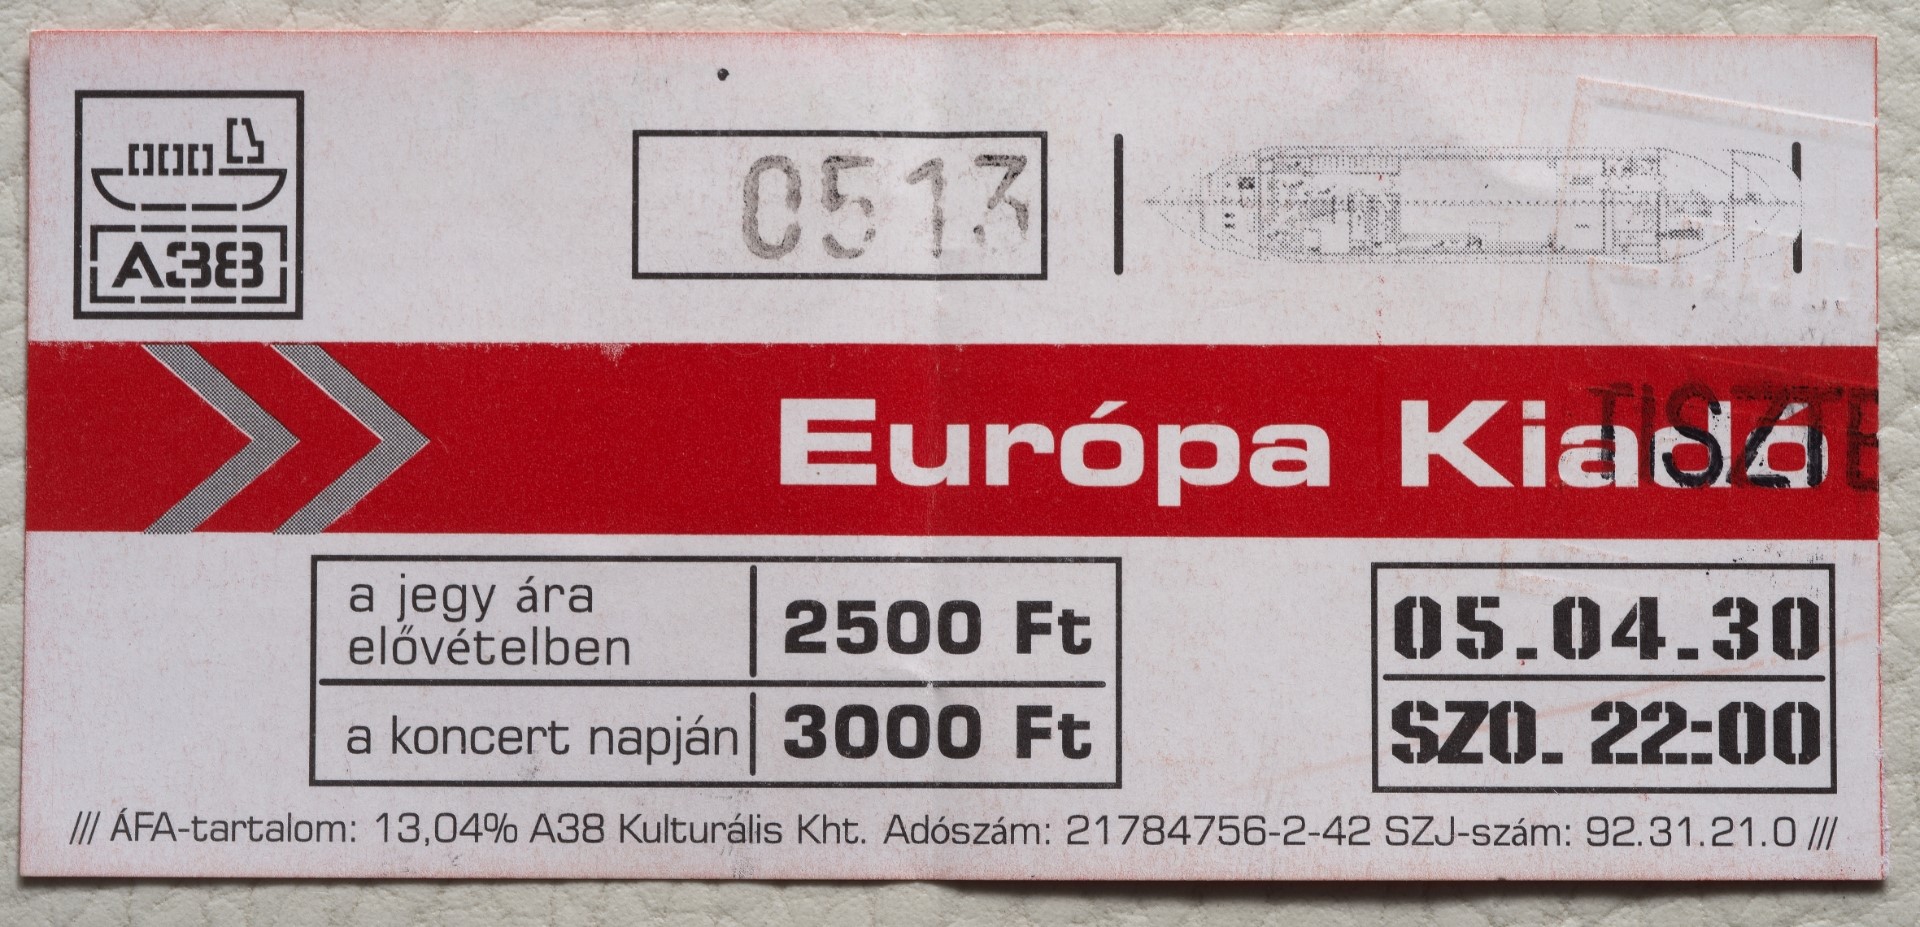 A38
0513
Európa Kiadó
TISZTE
a jegy ára
elővételben
2500 Ft
a koncert napján
3000 Ft
05.04.30
SZO. 22:00
/// ÁFA-tartalom: 13,04% A38 Kulturális Kht. Adószám: 21784756-2-42 SZJ-szám: 92.31.21.0 ///